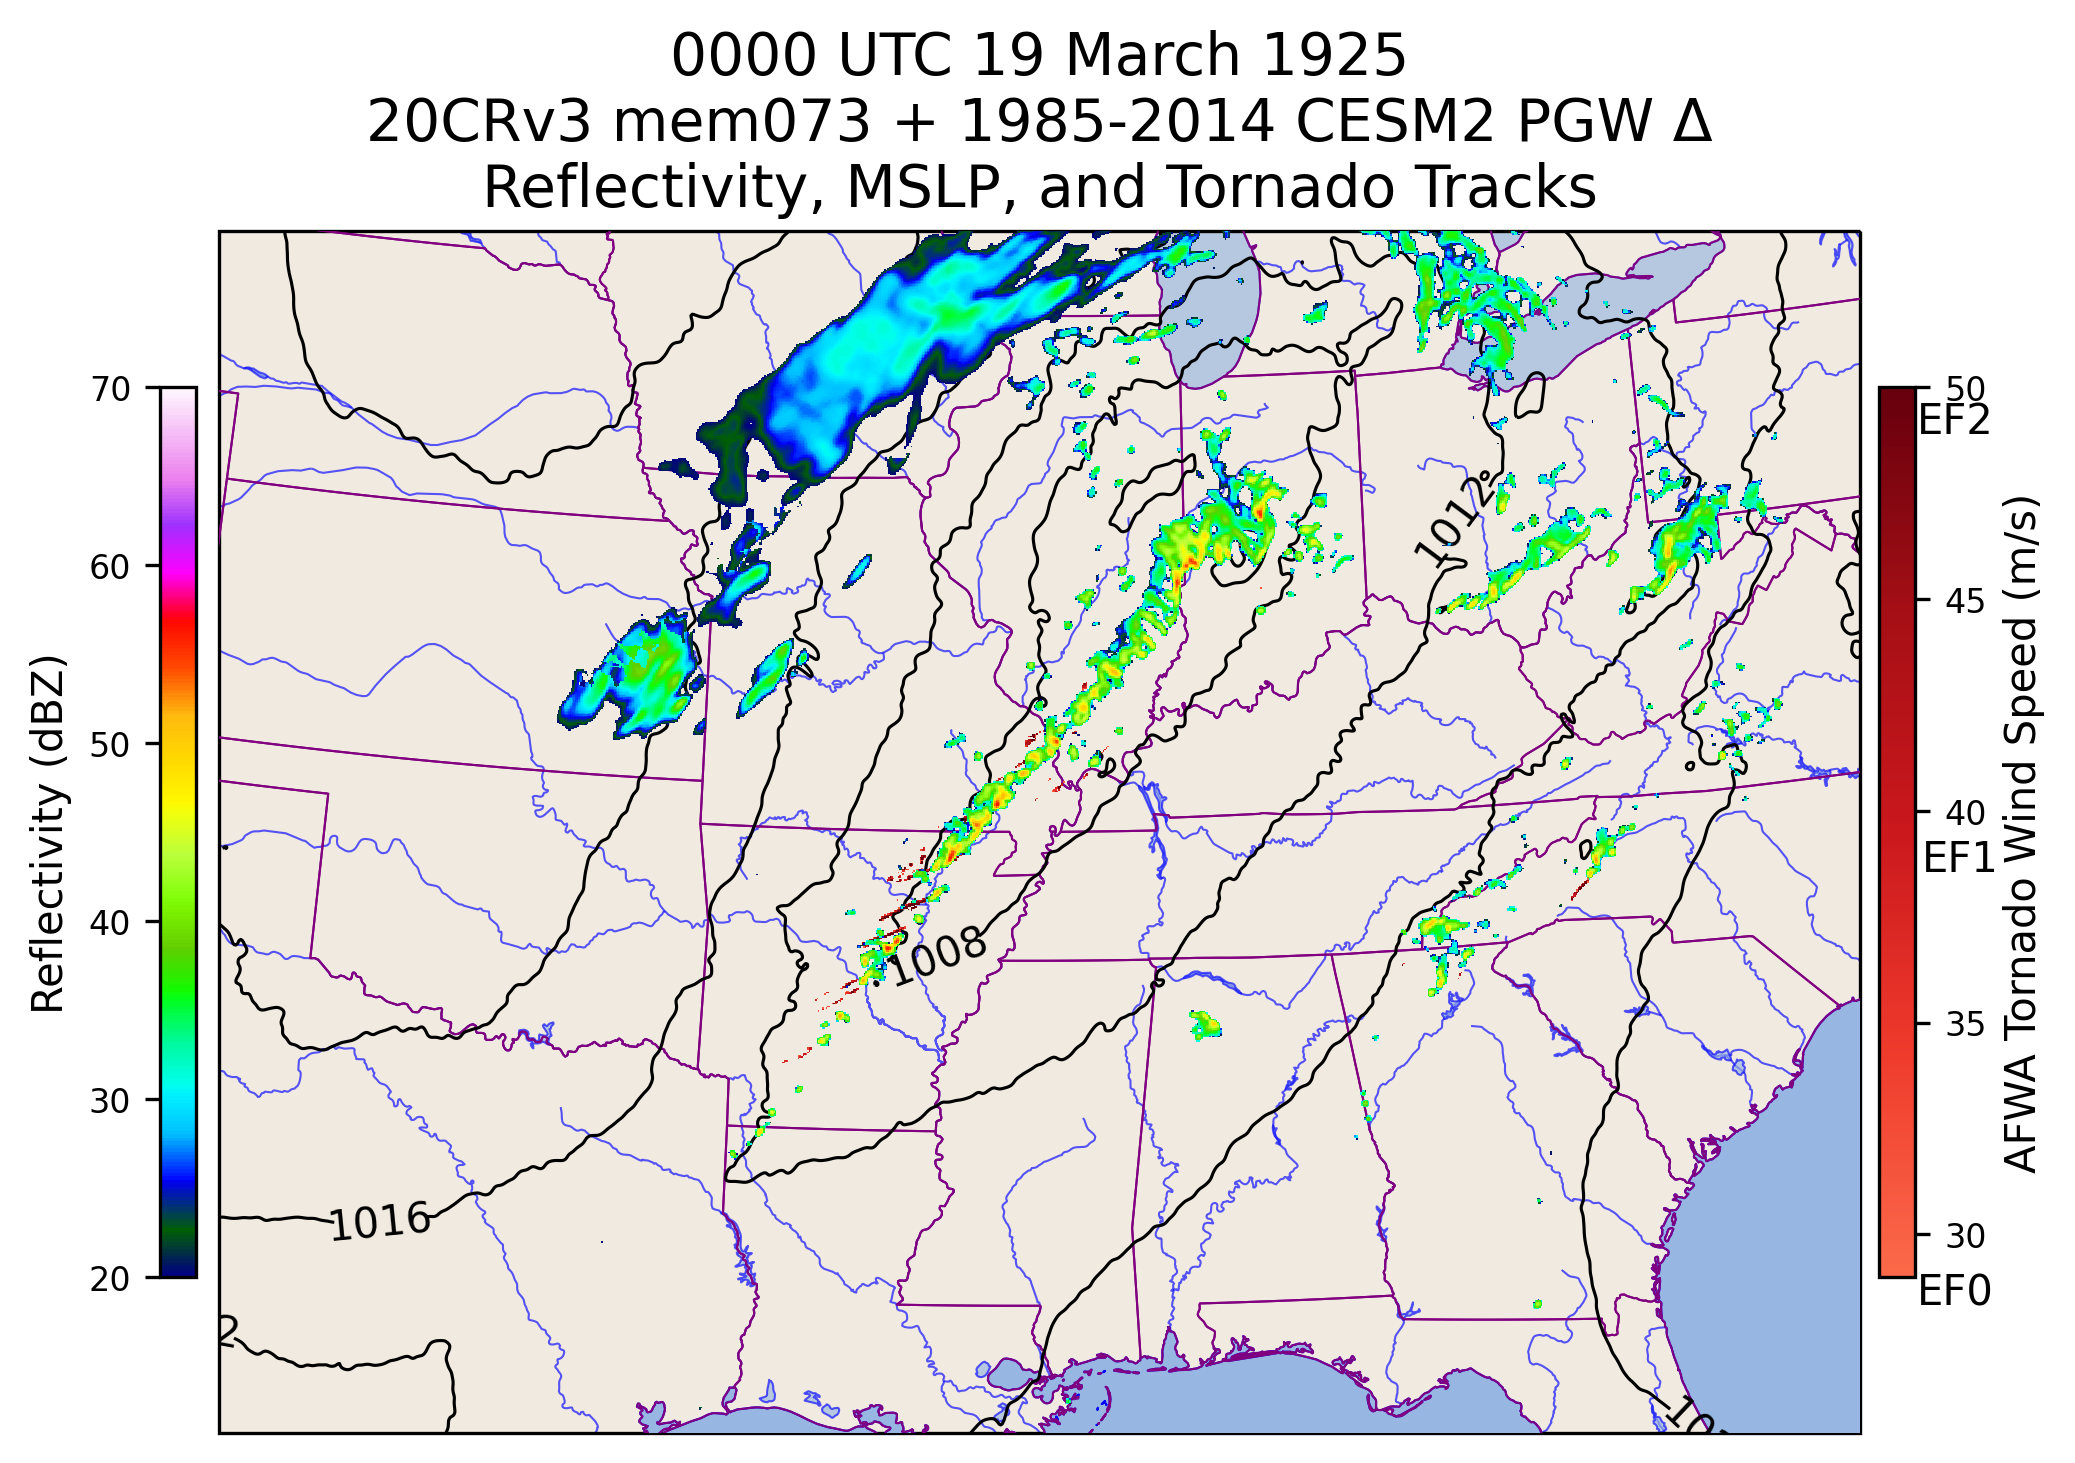 0000 UTC 19 March 1925
20CRv3 mem073 + 1985-2014 CESM2 PGW Δ
Reflectivity, MSLP, and Tornado Tracks
70
60
50
40
30
20
Reflectivity (dBZ)
1012
1008
1016
2
10
50
EF2
45
40
EF1
35
30
EF0
AFWA Tornado Wind Speed (m/s)